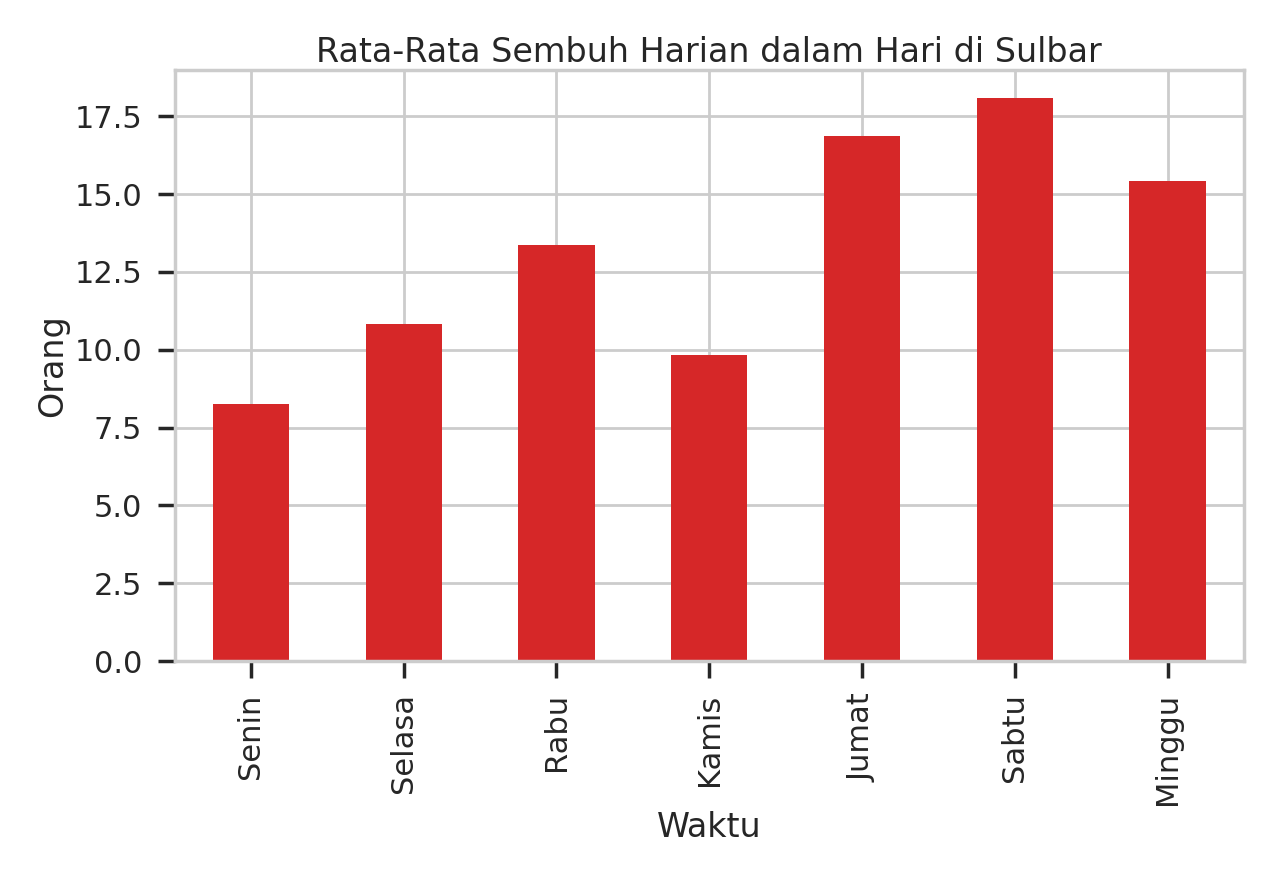 Rata-Rata Sembuh Harian dalam Hari di Sulbar
Orang
17.5
15.0
12.5
10.0
7.5
5.0
2.5
0.0
Senin
Selasa
Rabu
Kamis
Jumat
Sabtu
Minggu
Waktu